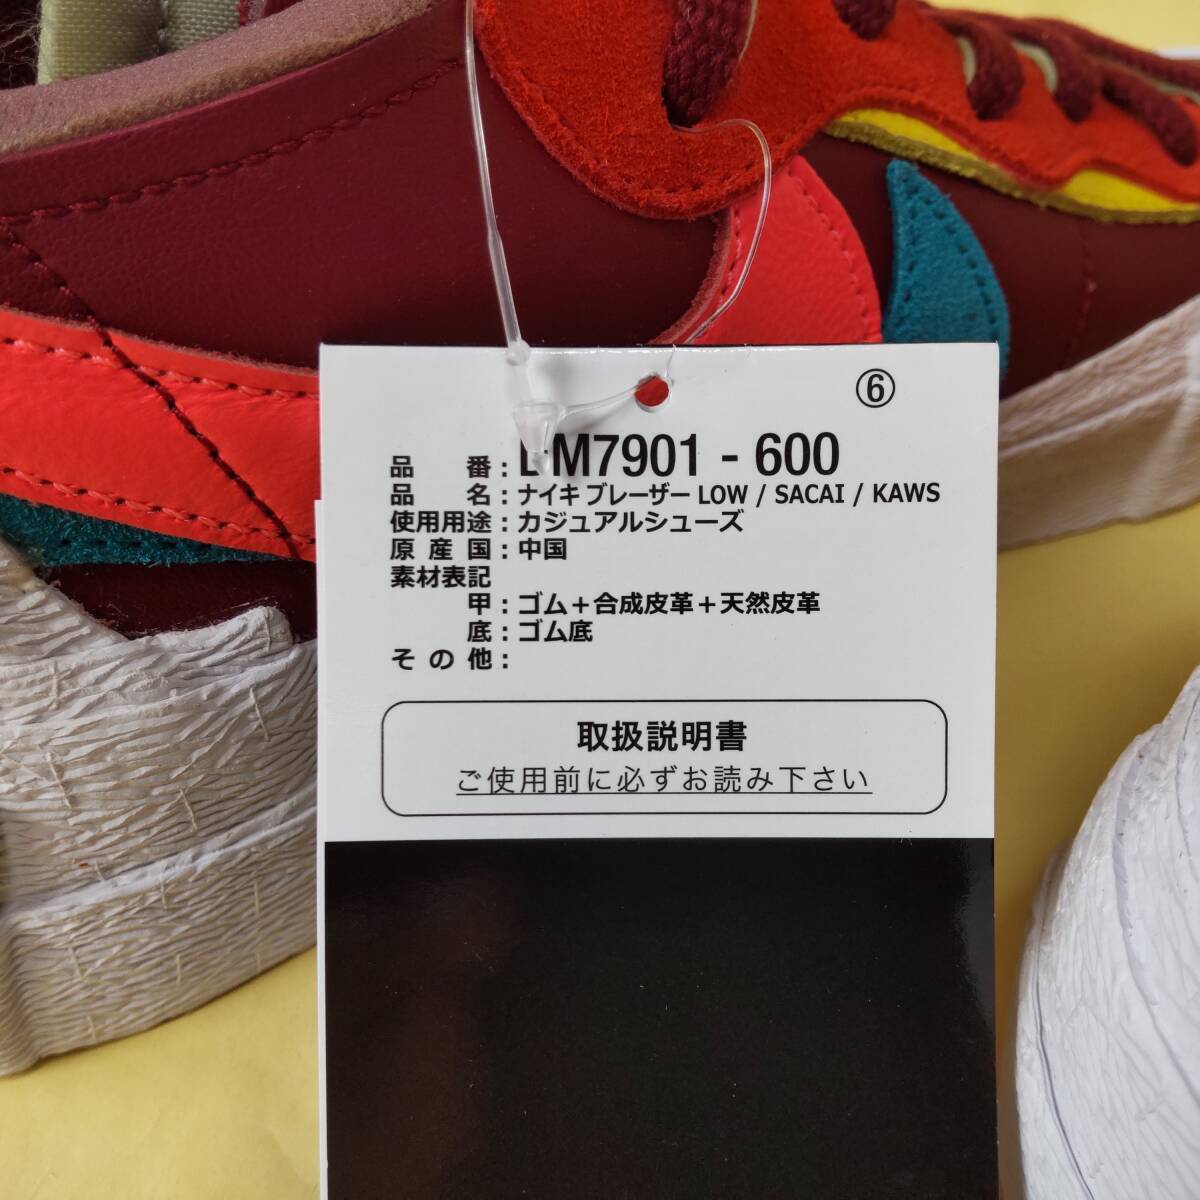 ⑥
品番：DM7901 - 600
品名：ナイキ ブレーザー LOW / SACAI / KAWS
使用用途：カジュアルシューズ
原産国：中国
素材表記
甲：ゴム＋合成皮革＋天然皮革
底：ゴム底
その他：
取扱説明書
ご使用前に必ずお読み下さい